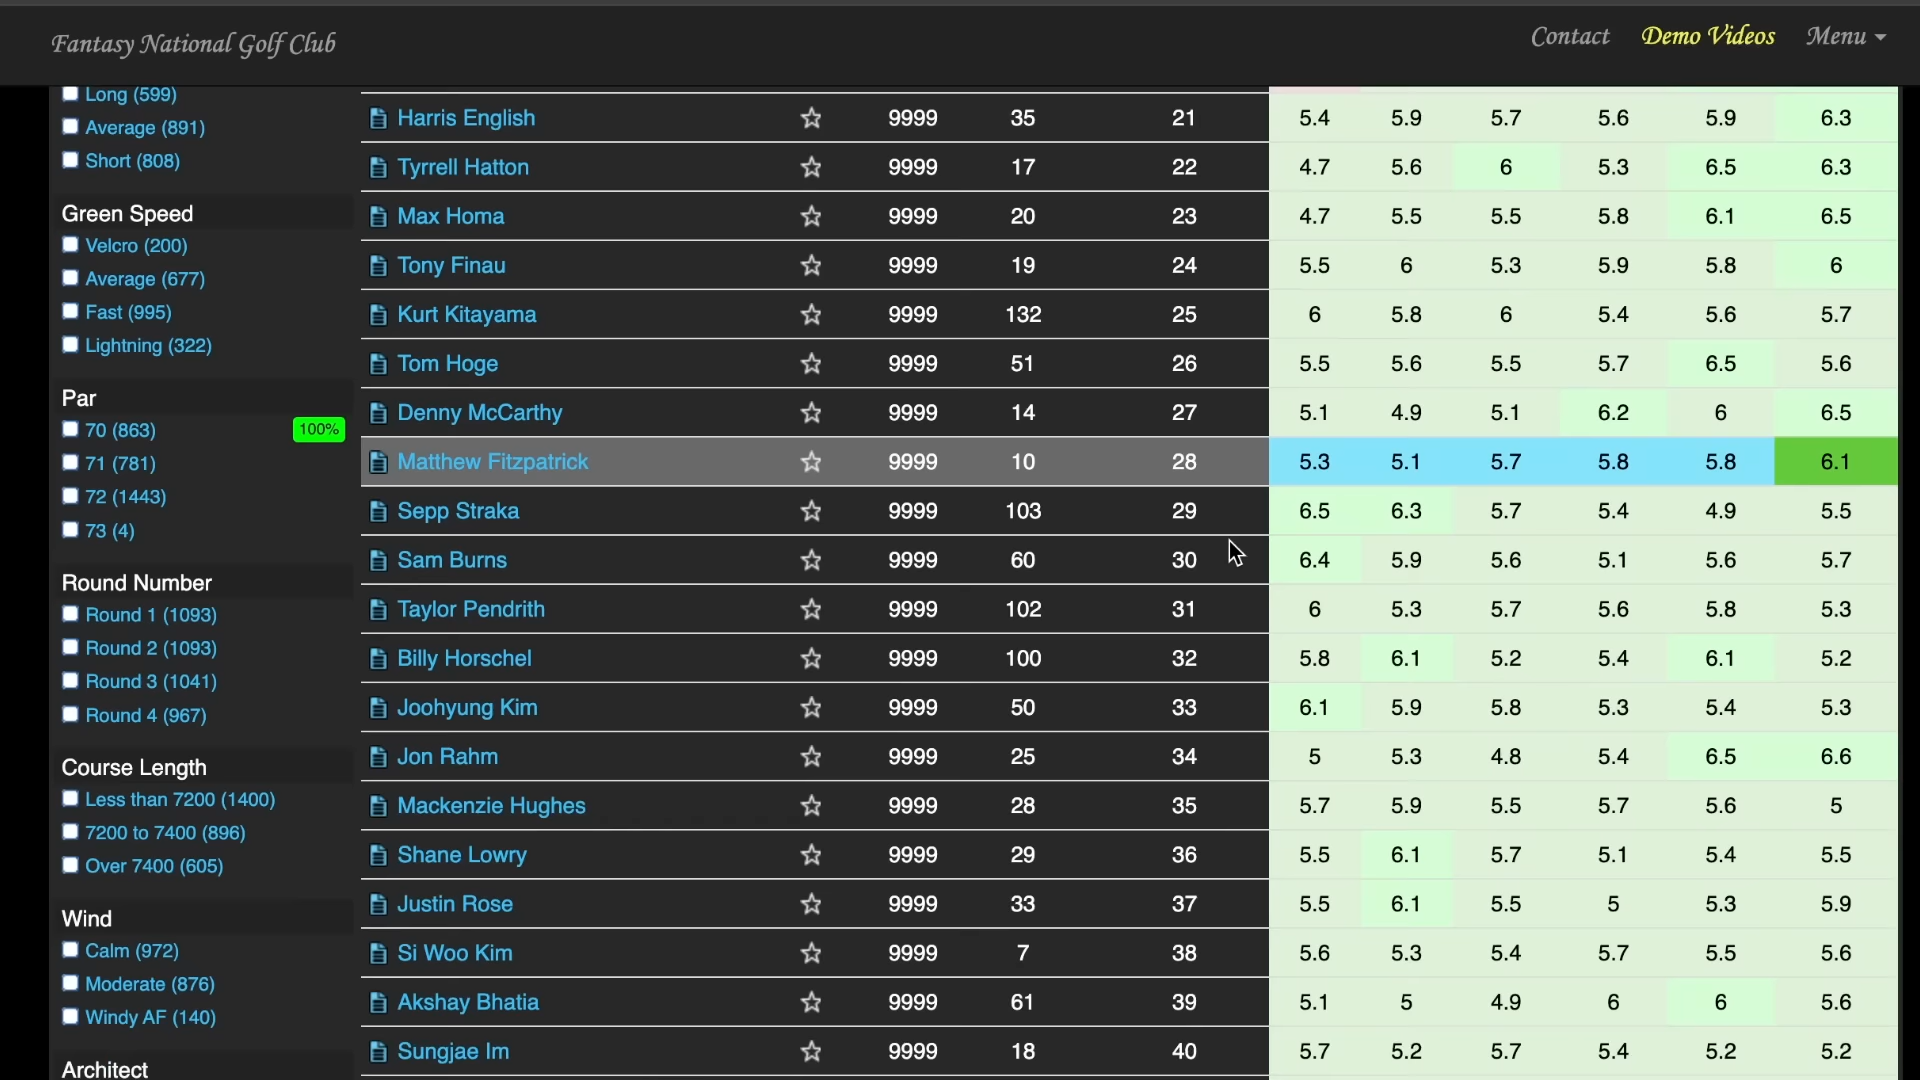 Fantasy National Golf Club
Contact Demo Videos Menu
Long (599)
Average (891)
Short (808)
Green Speed
Velcro (200)
Average (677)
Fast (995)
Lightning (322)
Par
70 (863) 100%
71 (781)
72 (1443)
73 (4)
Round Number
Round 1 (1093)
Round 2 (1093)
Round 3 (1041)
Round 4 (967)
Course Length
Less than 7200 (1400)
7200 to 7400 (896)
Over 7400 (605)
Wind
Calm (972)
Moderate (876)
Windy AF (140)
Architect
Harris English 9999 35 21 5.4 5.9 5.7 5.6 5.9 6.3
Tyrrell Hatton 9999 17 22 4.7 5.6 6 5.3 6.5 6.3
Max Homa 9999 20 23 4.7 5.5 5.5 5.8 6.1 6.5
Tony Finau 9999 19 24 5.5 6 5.3 5.9 5.8 6
Kurt Kitayama 9999 132 25 6 5.8 6 5.4 5.6 5.7
Tom Hoge 9999 51 26 5.5 5.6 5.5 5.7 6.5 5.6
Denny McCarthy 9999 14 27 5.1 4.9 5.1 6.2 6 6.5
Matthew Fitzpatrick 9999 10 28 5.3 5.1 5.7 5.8 5.8 6.1
Sepp Straka 9999 103 29 6.5 6.3 5.7 5.4 4.9 5.5
Sam Burns 9999 60 30 6.4 5.9 5.6 5.1 5.6 5.7
Taylor Pendrith 9999 102 31 6 5.3 5.7 5.6 5.8 5.3
Billy Horschel 9999 100 32 5.8 6.1 5.2 5.4 6.1 5.2
Joohyung Kim 9999 50 33 6.1 5.9 5.8 5.3 5.4 5.3
Jon Rahm 9999 25 34 5 5.3 4.8 5.4 6.5 6.6
Mackenzie Hughes 9999 28 35 5.7 5.9 5.5 5.7 5.6 5
Shane Lowry 9999 29 36 5.5 6.1 5.7 5.1 5.4 5.5
Justin Rose 9999 33 37 5.5 6.1 5.5 5 5.3 5.9
Si Woo Kim 9999 7 38 5.6 5.3 5.4 5.7 5.5 5.6
Akshay Bhatia 9999 61 39 5.1 5 4.9 6 6 5.6
Sungjae Im 9999 18 40 5.7 5.2 5.7 5.4 5.2 5.2